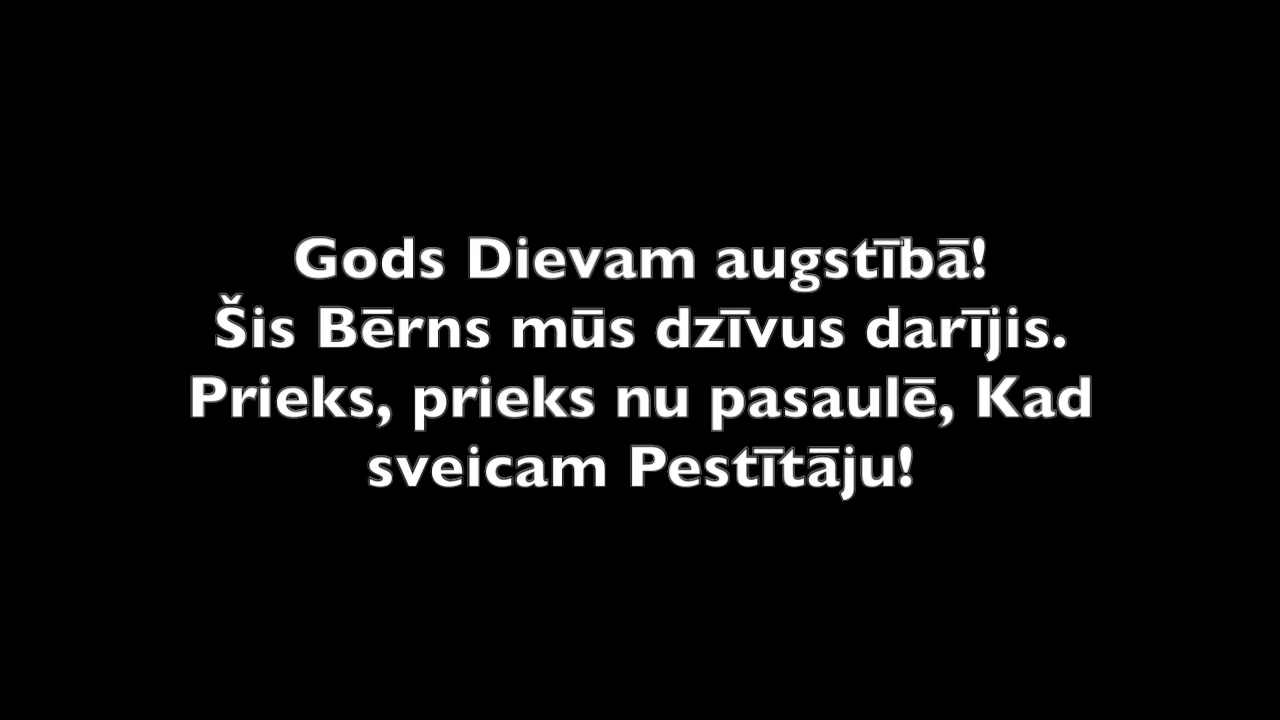 Gods Dievam augstībā!
Šis Bērns mūs dzīvus darījis.
Prieks, prieks nu pasaulē, Kad
sveicam Pestītāju!